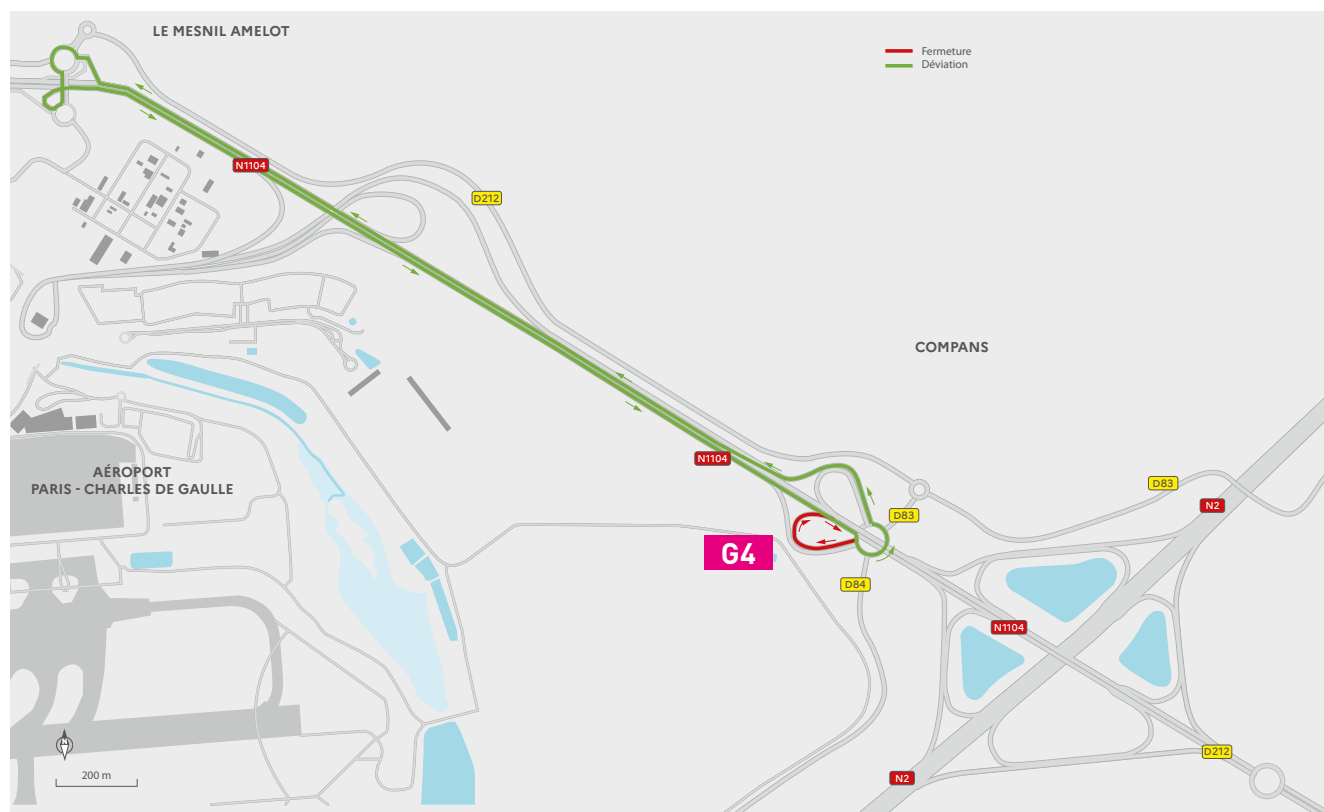 LE MESNIL AMELOT
Fermeture
Déviation
N1104
D212
COMPANS
N1104
AÉROPORT
PARIS - CHARLES DE GAULLE
D83
N2
D83
G4
D84
N1104
D212
N2
200 m